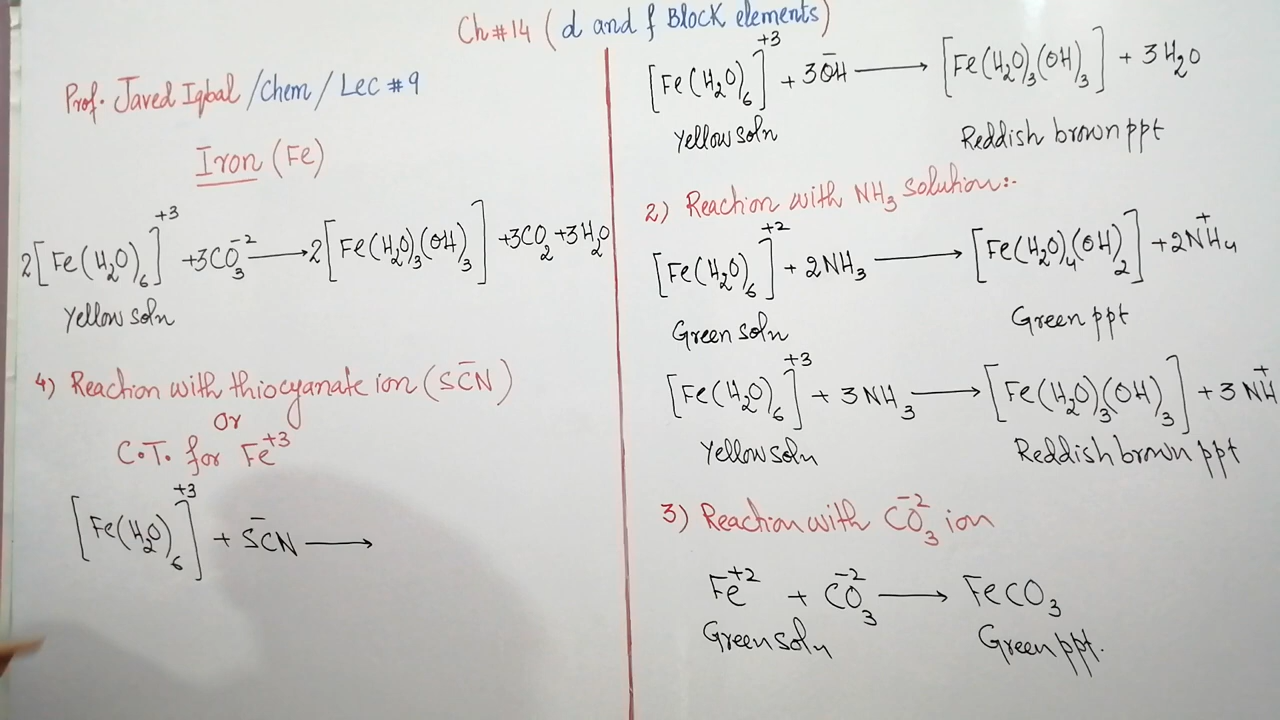 Ch#14 (d and f Block elements)
Prof. Javed Iqbal /Chem/ Lec #9
Iron (Fe)
2[Fe(H₂O)₆]⁺³ +3CO₃⁻² ⟶ 2[Fe(H₂O)₃(OH)₃] +3CO₂+3H₂O
Yellow soln
4) Reaction with thiocyanate ion (SC̄N)
Or
C.T. for Fe⁺³
[Fe(H₂O)₆]⁺³ + S̄CN ⟶
[Fe(H₂O)₆]⁺³ + 3ŌH ⟶ [Fe(H₂O)₃(OH)₃] + 3H₂O
Yellow soln Reddish brown ppt
2) Reaction with NH₃ solution:-
[Fe(H₂O)₆]⁺² + 2NH₃ ⟶ [Fe(H₂O)₄(OH)₂] +2NH₄⁺
Green soln Green ppt
[Fe(H₂O)₆]⁺³ + 3NH₃ ⟶ [Fe(H₂O)₃(OH)₃] + 3NH⁺
Yellow soln Reddish brown ppt
3) Reaction with CO₃⁻² ion
Fe⁺² + CO₃⁻² ⟶ FeCO₃
Green soln Green ppt.